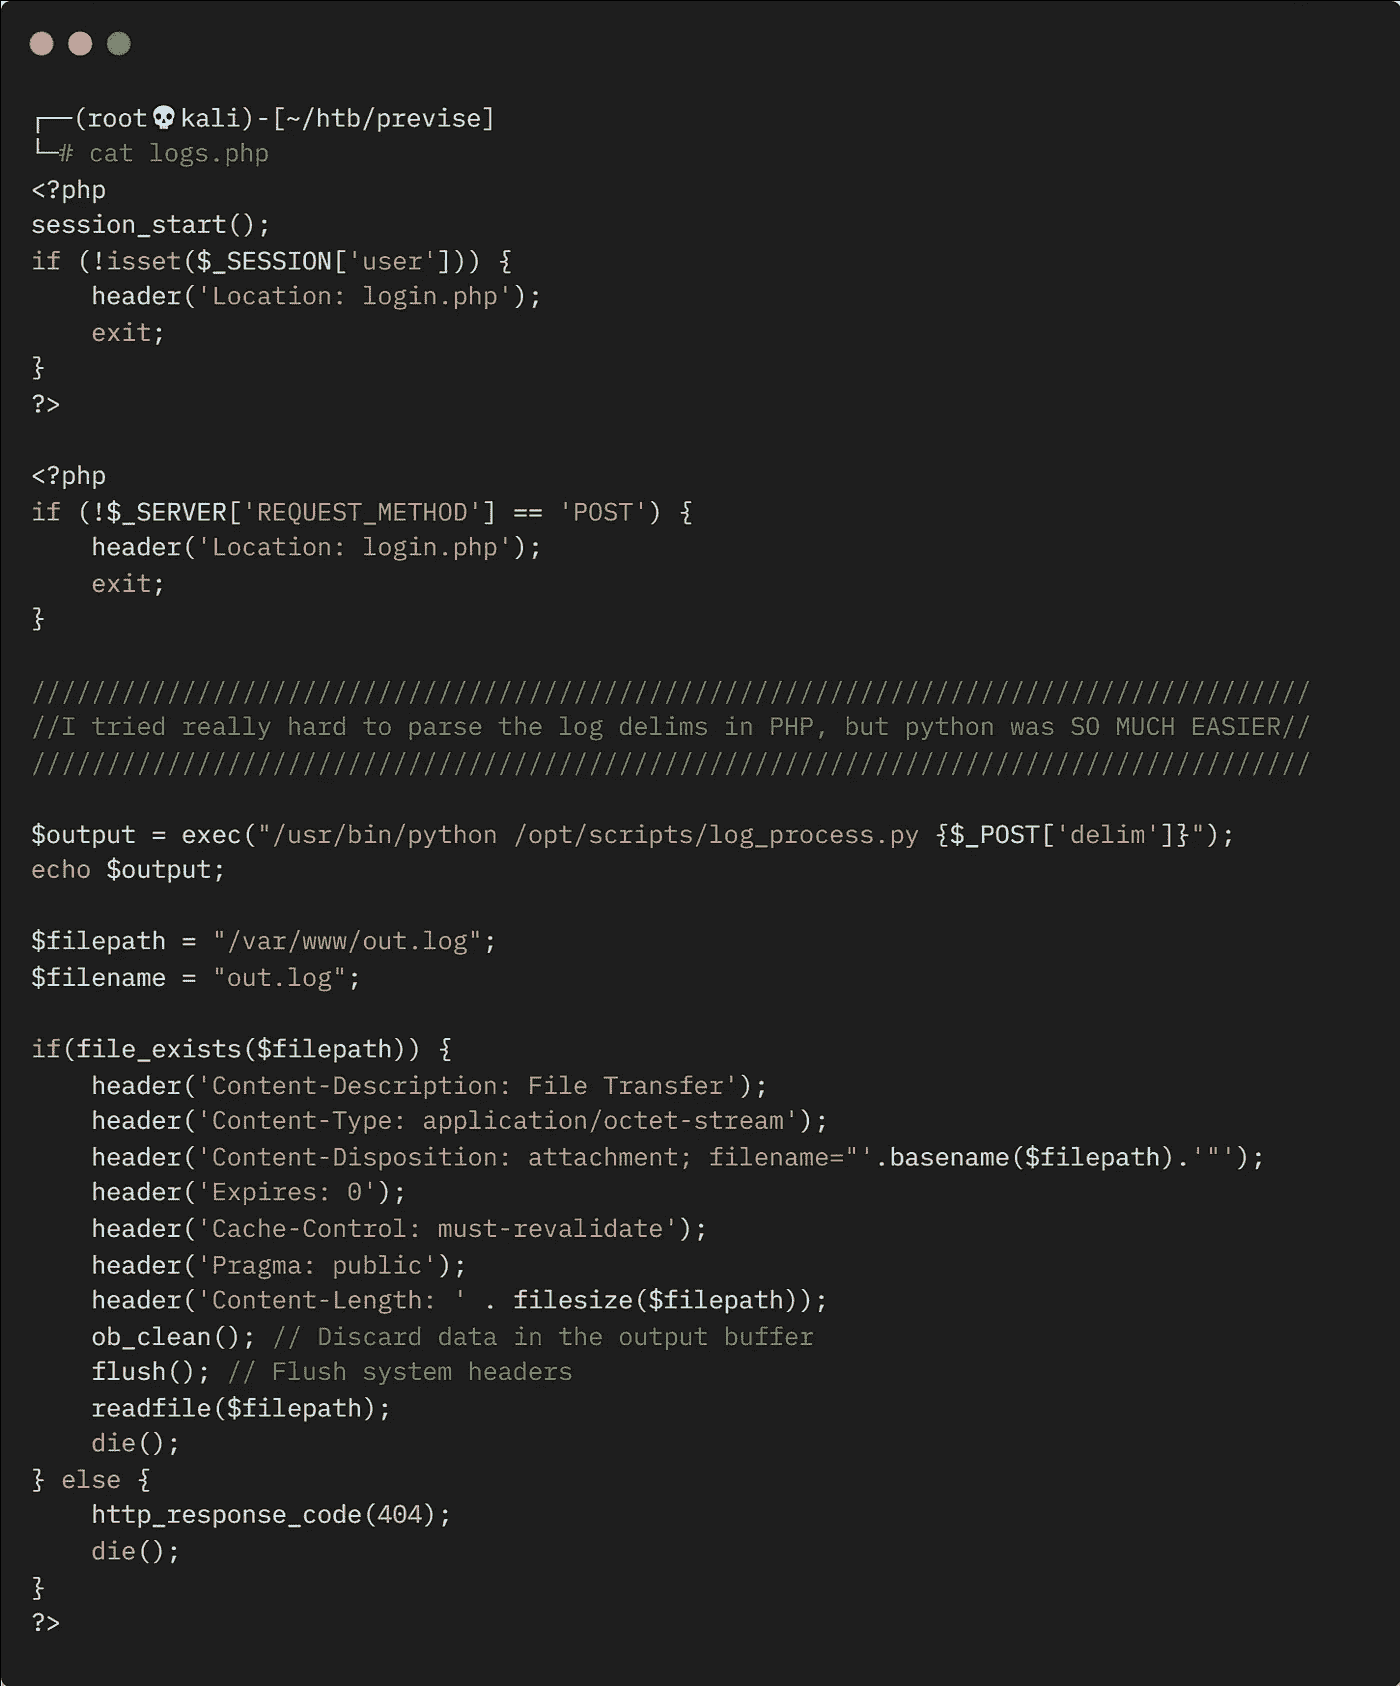 ┌──(root💀kali)-[~/htb/previse]
└─# cat logs.php
<?php
session_start();
if (!isset($_SESSION['user'])) {
    header('Location: login.php');
    exit;
}
?>

<?php
if (!$_SERVER['REQUEST_METHOD'] == 'POST') {
    header('Location: login.php');
    exit;
}

/////////////////////////////////////////////////////////////////////////////////////
//I tried really hard to parse the log delims in PHP, but python was SO MUCH EASIER//
/////////////////////////////////////////////////////////////////////////////////////

$output = exec("/usr/bin/python /opt/scripts/log_process.py {$_POST['delim']}");
echo $output;

$filepath = "/var/www/out.log";
$filename = "out.log";

if(file_exists($filepath)) {
    header('Content-Description: File Transfer');
    header('Content-Type: application/octet-stream');
    header('Content-Disposition: attachment; filename="'.basename($filepath).'"');
    header('Expires: 0');
    header('Cache-Control: must-revalidate');
    header('Pragma: public');
    header('Content-Length: ' . filesize($filepath));
    ob_clean(); // Discard data in the output buffer
    flush(); // Flush system headers
    readfile($filepath);
    die();
} else {
    http_response_code(404);
    die();
}
?>